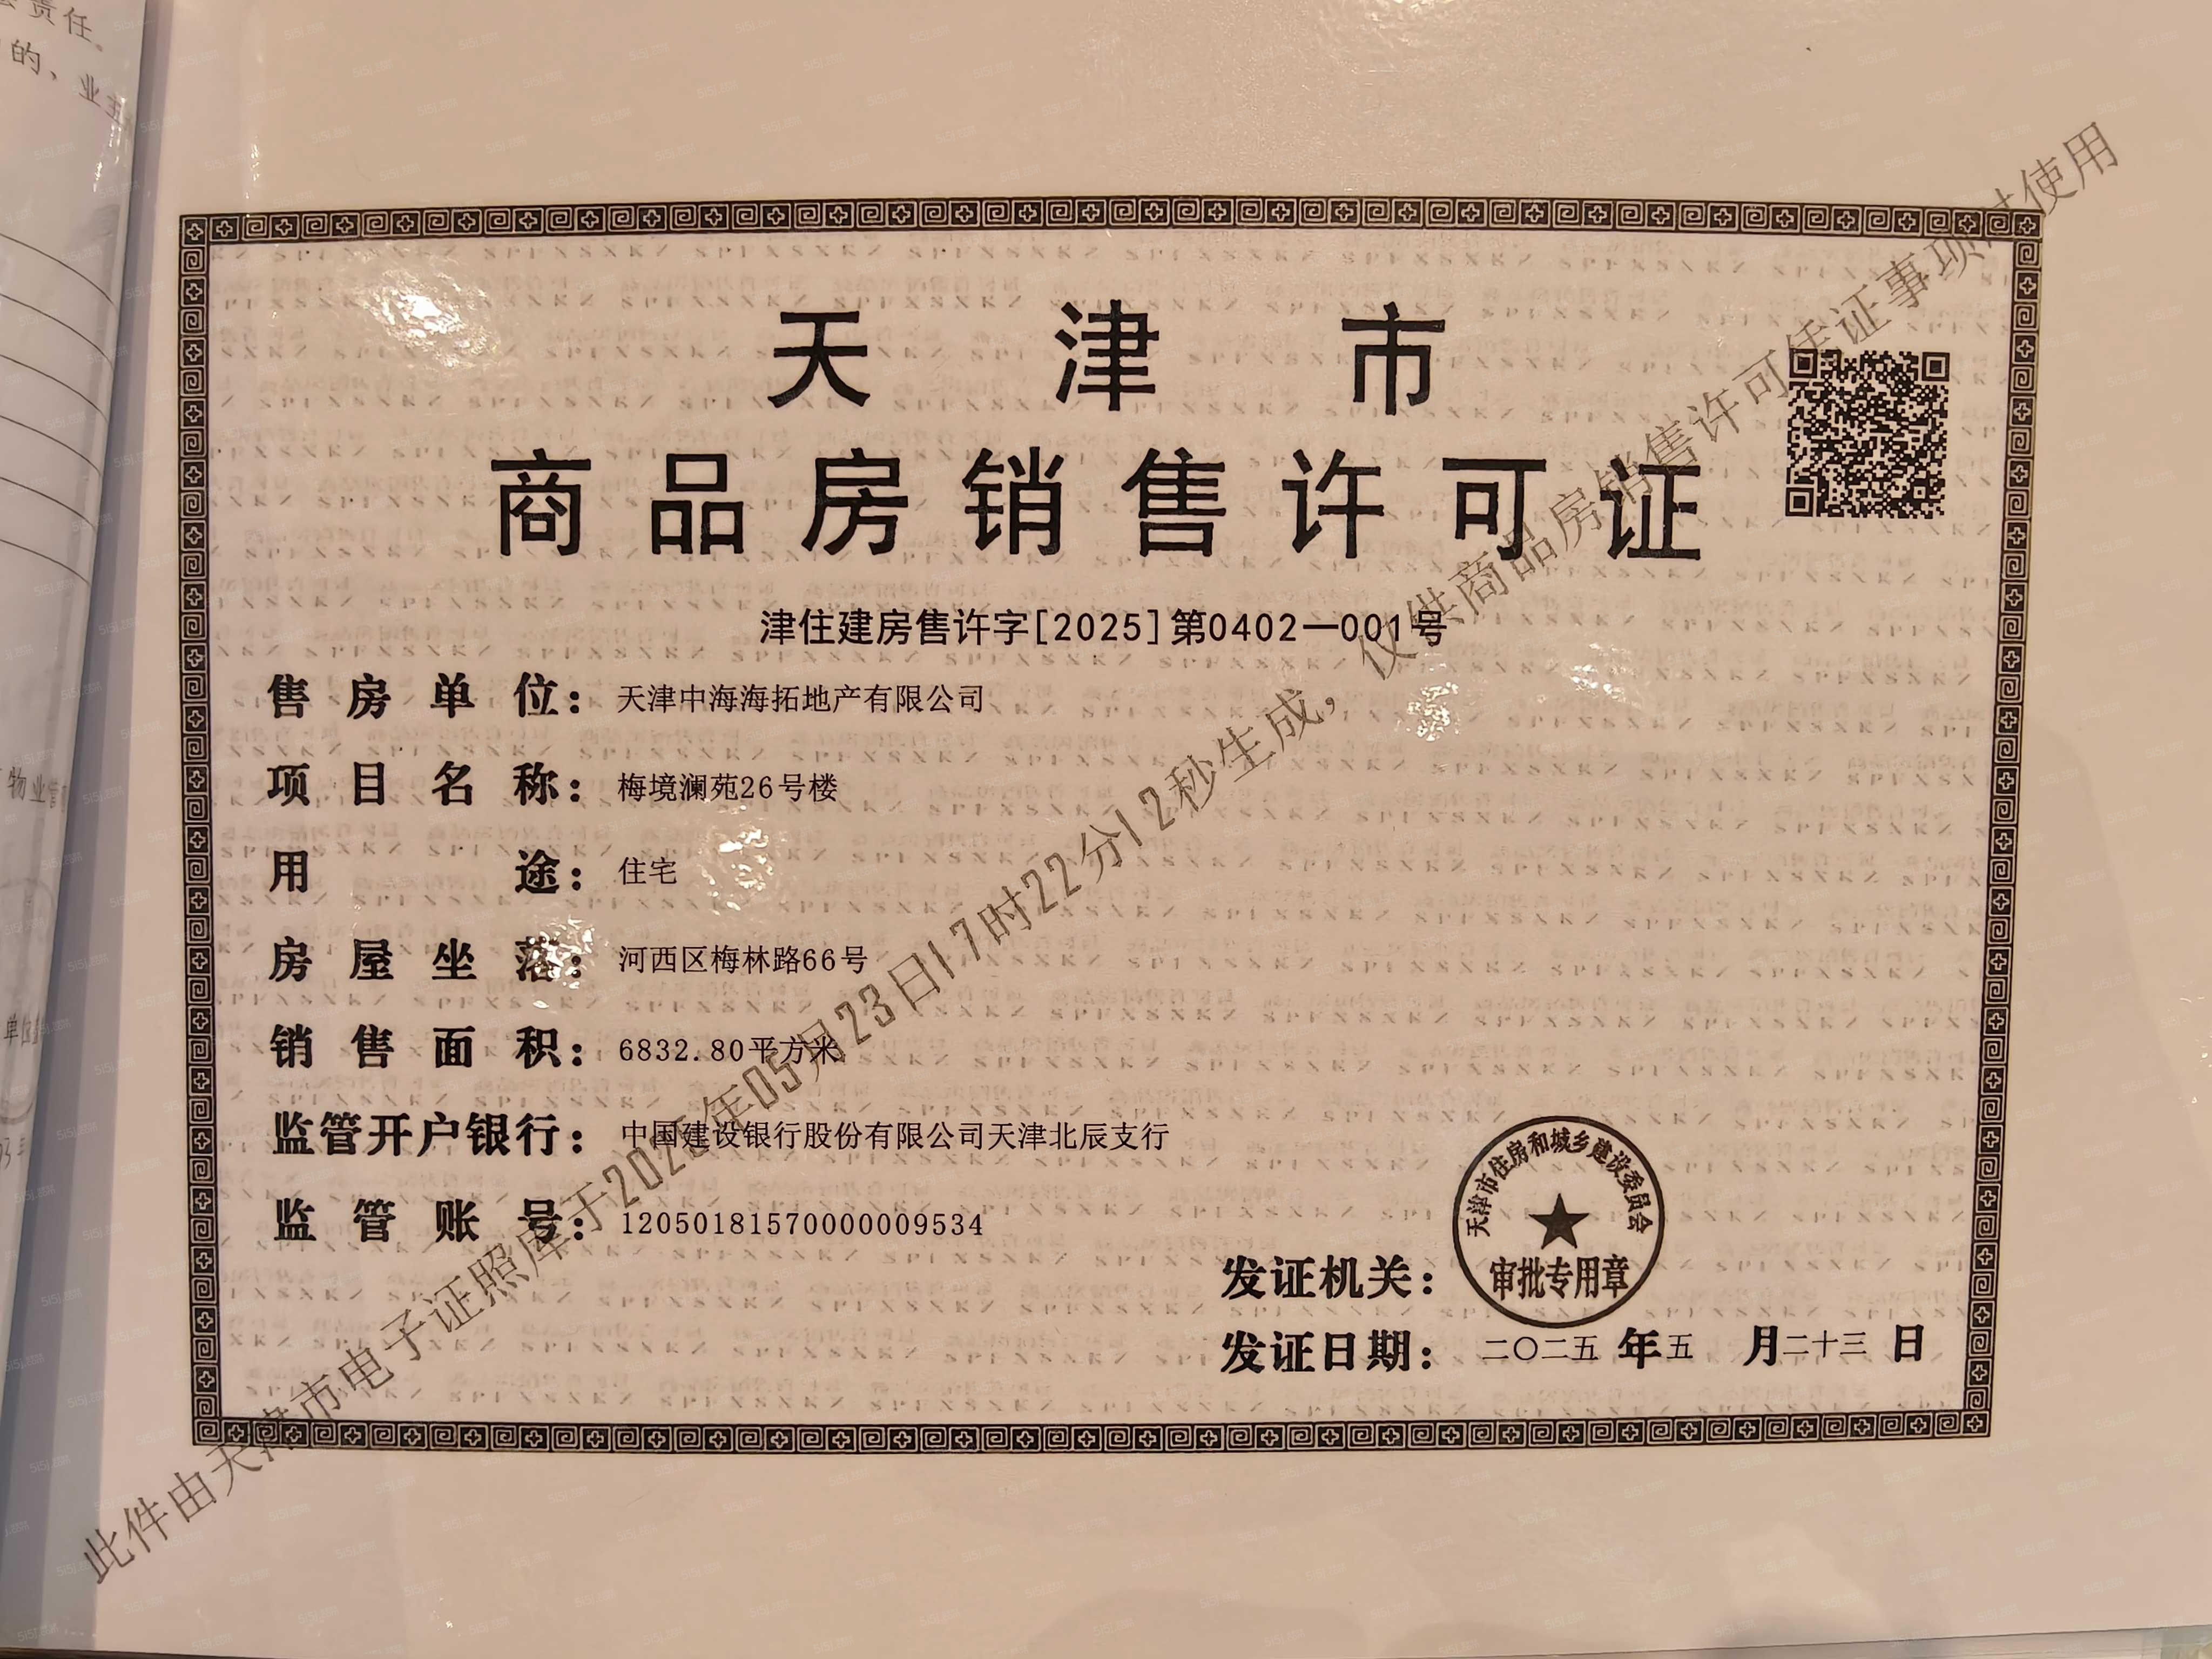 责任。
的、业主
天津市
商品房销售许可证
津住建房售许字[2025]第0402—001号
售房单位：天津中海海拓地产有限公司
项目名称：梅境澜苑26号楼
用途：住宅
房屋坐落：河西区梅林路66号
销售面积：6832.80平方米
监管开户银行：中国建设银行股份有限公司天津北辰支行
监管账号：12050181570000009534
发证机关：
天津市住房和城乡建设委员会
审批专用章
发证日期：二〇二五年五月二十三日
此件由天津市电子证照库于2025年05月23日17时22分12秒生成，仅供商品房销售许可证证事项时使用
物业管